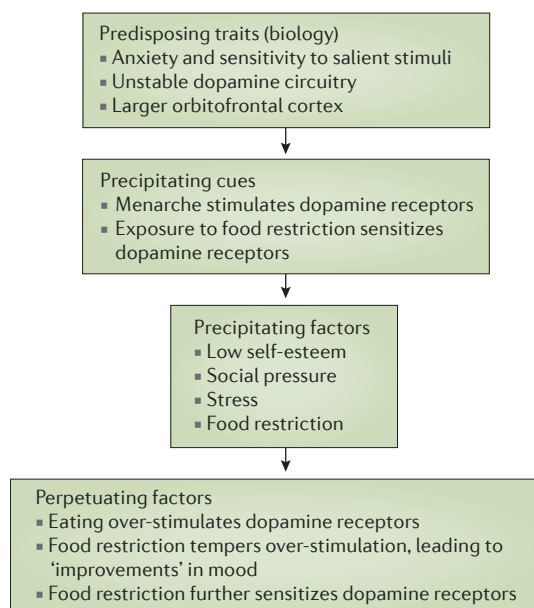 Predisposing traits (biology)
▪ Anxiety and sensitivity to salient stimuli
▪ Unstable dopamine circuitry
▪ Larger orbitofrontal cortex
Precipitating cues
▪ Menarche stimulates dopamine receptors
▪ Exposure to food restriction sensitizes
dopamine receptors
Precipitating factors
▪ Low self-esteem
▪ Social pressure
▪ Stress
▪ Food restriction
Perpetuating factors
▪ Eating over-stimulates dopamine receptors
▪ Food restriction tempers over-stimulation, leading to
‘improvements’ in mood
▪ Food restriction further sensitizes dopamine receptors